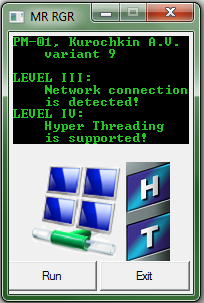 MR RGR
PM-01, Kurochkin A.V.
variant 9
LEVEL III:
Network connection
is detected!
LEVEL IV:
Hyper Threading
is supported!
H
T
Run Exit